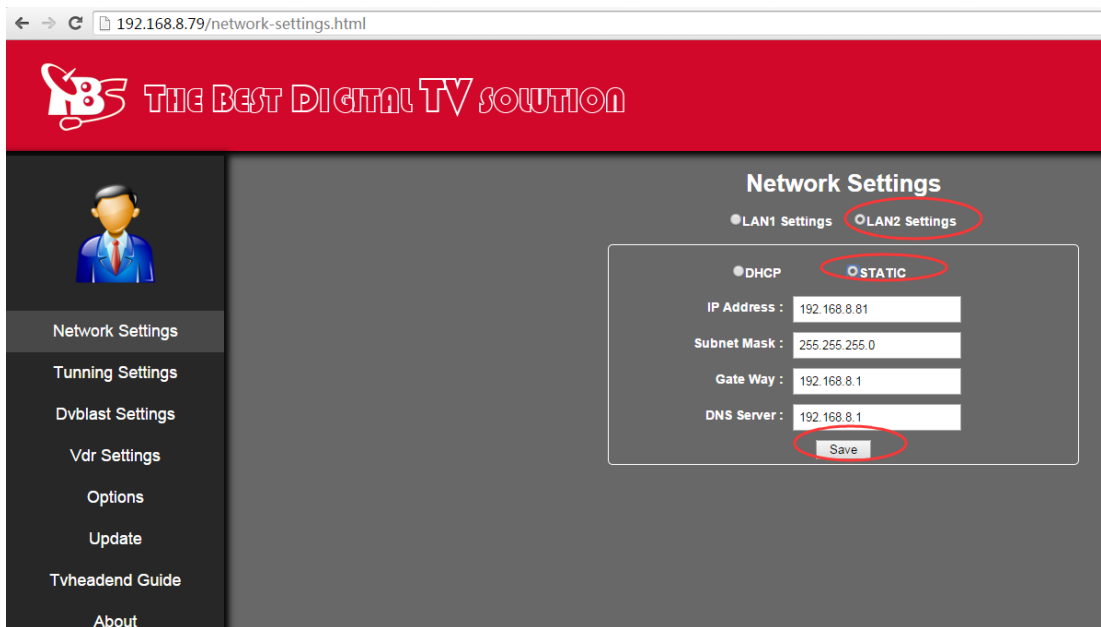 192.168.8.79/network-settings.html
TBS THE BEST DIGITAL TV SOLUTION
Network Settings
LAN1 Settings LAN2 Settings
DHCP STATIC
IP Address : 192.168.8.81
Subnet Mask : 255.255.255.0
Gate Way : 192.168.8.1
DNS Server : 192.168.8.1
Save
Network Settings
Tunning Settings
Dvblast Settings
Vdr Settings
Options
Update
Tvheadend Guide
About